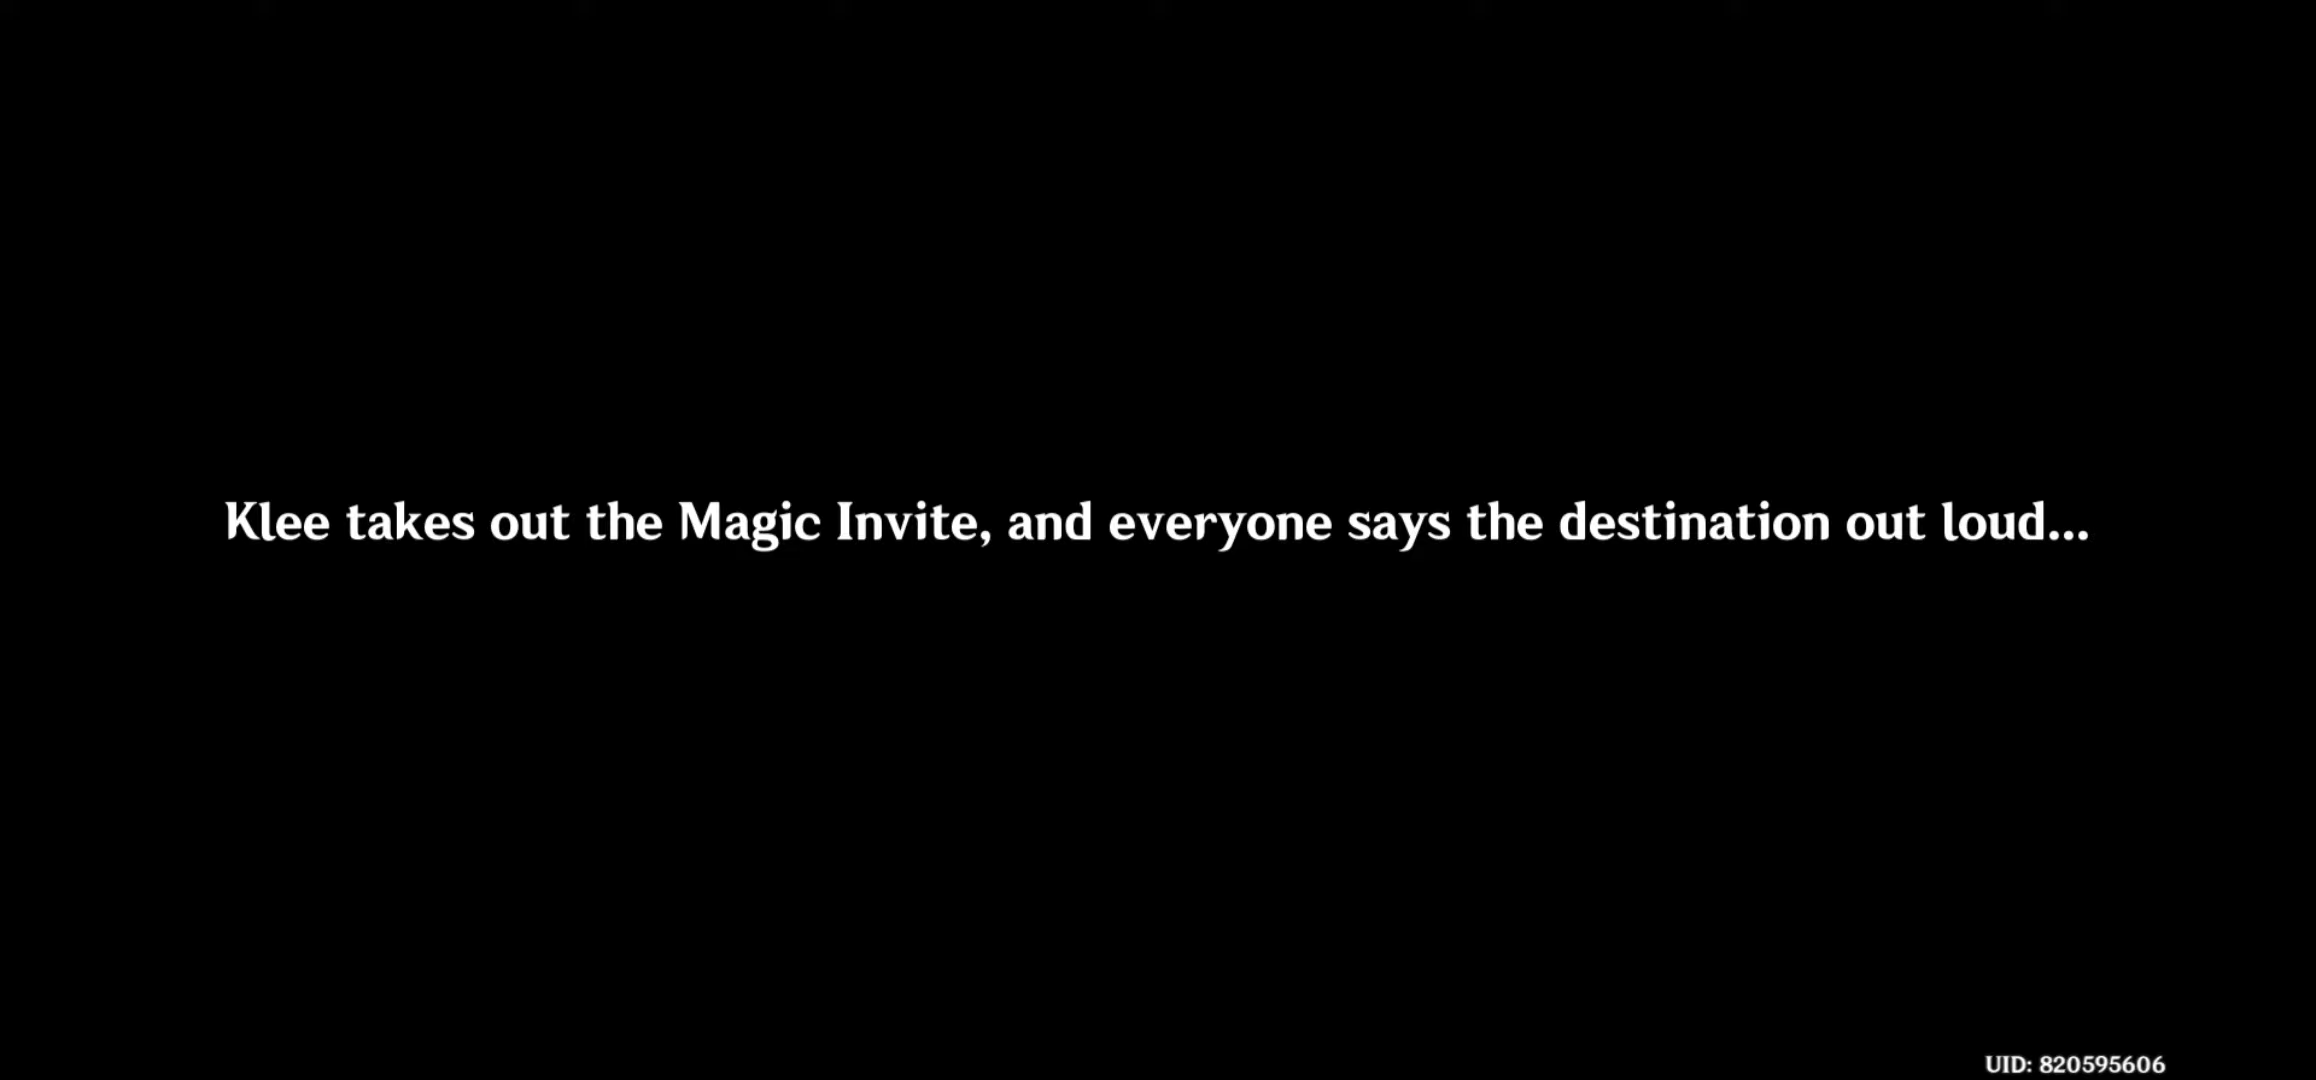 Klee takes out the Magic Invite, and everyone says the destination out loud...
UID: 820595606